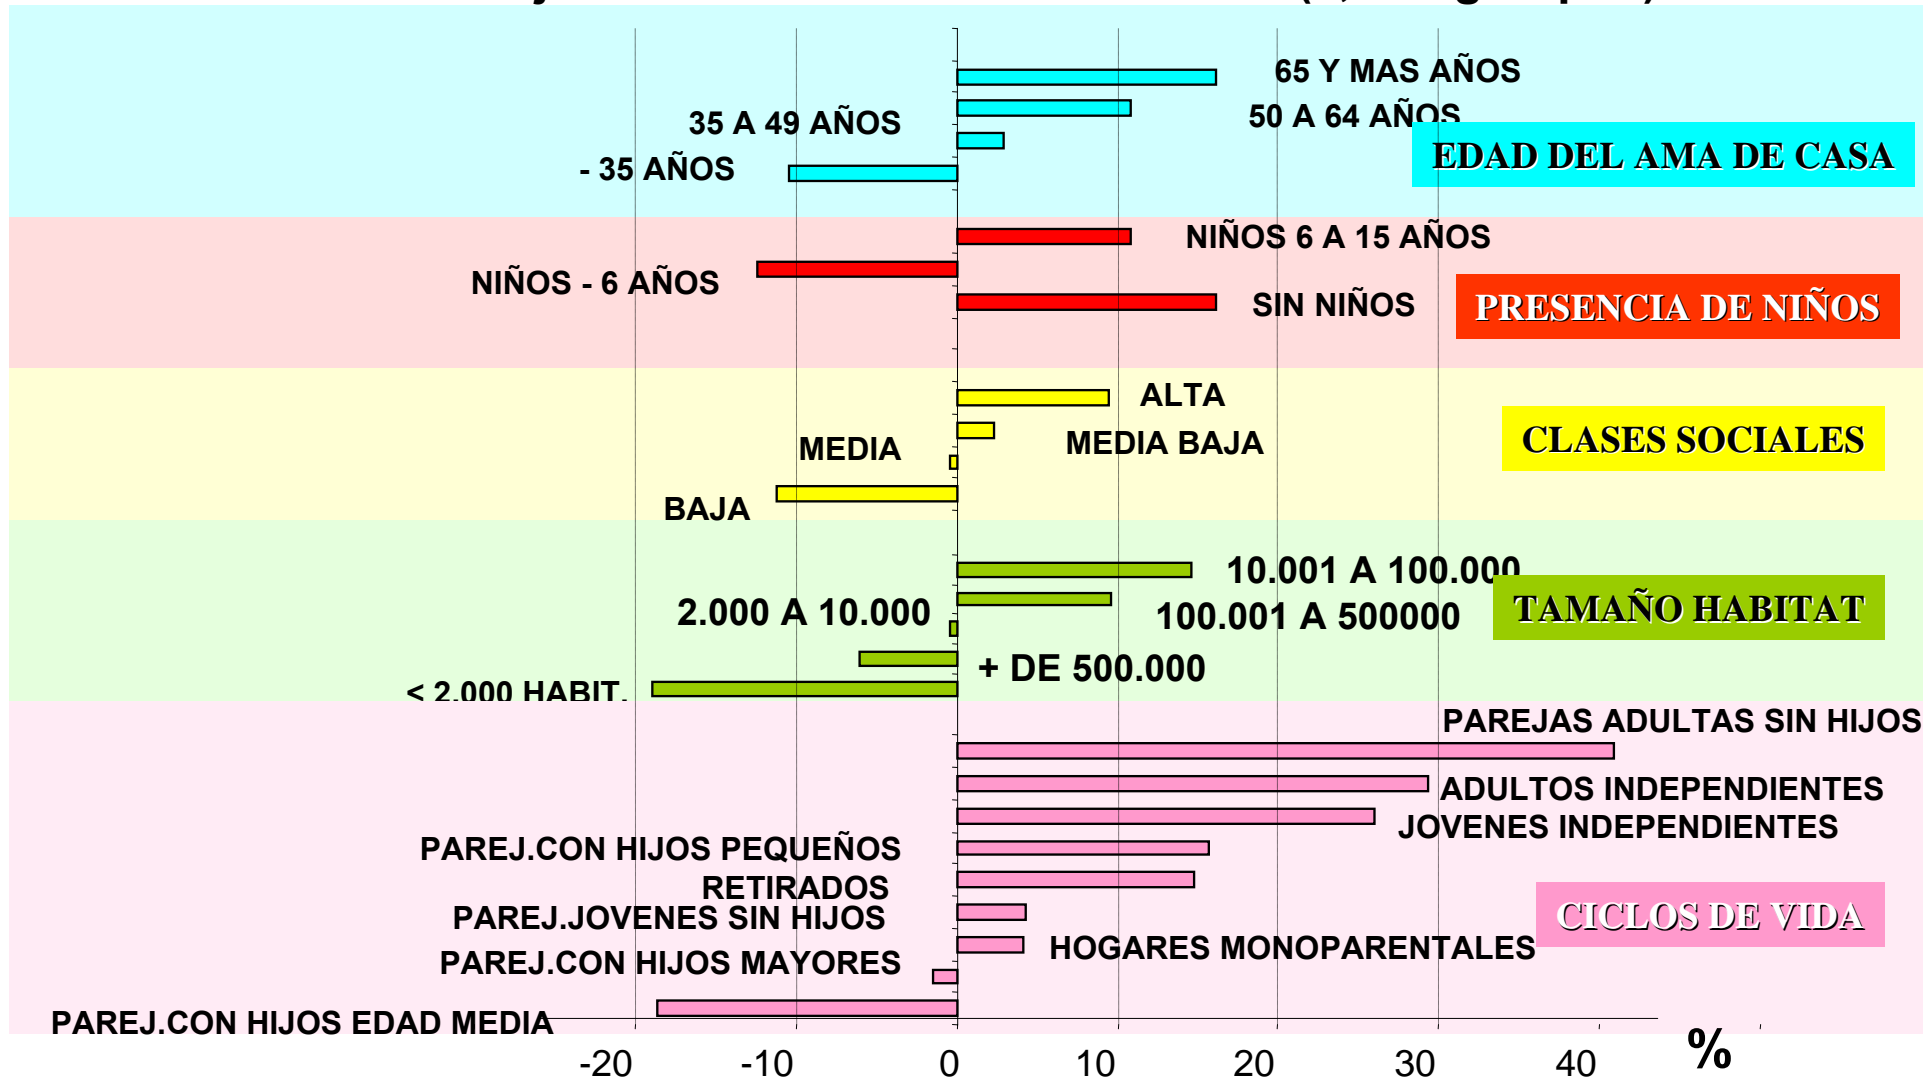 65 Y MAS AÑOS
50 A 64 AÑOS
35 A 49 AÑOS
- 35 AÑOS
EDAD DEL AMA DE CASA
NIÑOS 6 A 15 AÑOS
NIÑOS - 6 AÑOS
SIN NIÑOS
PRESENCIA DE NIÑOS
ALTA
MEDIA BAJA
MEDIA
BAJA
CLASES SOCIALES
10.001 A 100.000
100.001 A 500000
2.000 A 10.000
+ DE 500.000
< 2.000 HABIT.
TAMAÑO HABITAT
PAREJAS ADULTAS SIN HIJOS
ADULTOS INDEPENDIENTES
JOVENES INDEPENDIENTES
PAREJ.CON HIJOS PEQUEÑOS
RETIRADOS
PAREJ.JOVENES SIN HIJOS
HOGARES MONOPARENTALES
PAREJ.CON HIJOS MAYORES
PAREJ.CON HIJOS EDAD MEDIA
CICLOS DE VIDA
-20 -10 0 10 20 30 40 %